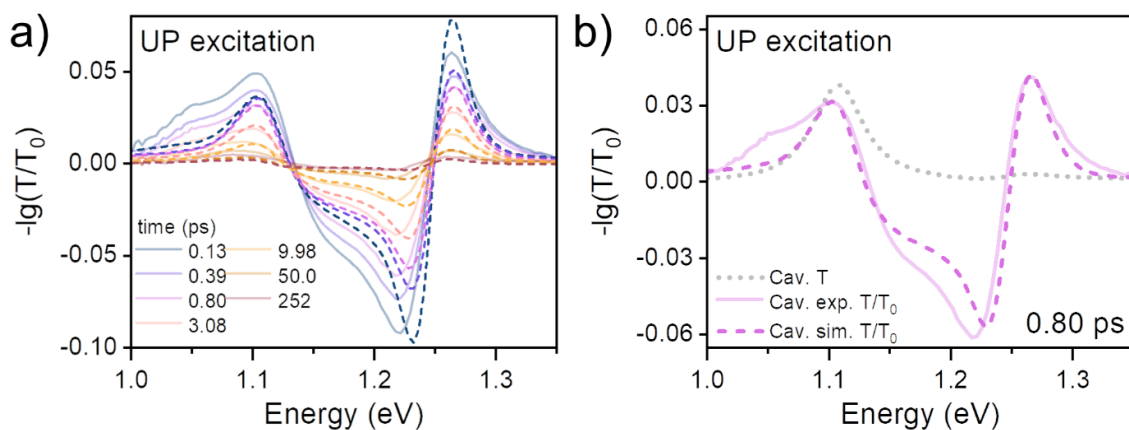 a)
UP excitation
-lg(T/T₀)
0.05
0.00
-0.05
-0.10
time (ps)
0.13 9.98
0.39 50.0
0.80 252
3.08
1.0 1.1 1.2 1.3
Energy (eV)
b)
UP excitation
-lg(T/T₀)
0.03
0.00
-0.03
-0.06
Cav. T
Cav. exp. T/T₀
Cav. sim. T/T₀
0.80 ps
1.0 1.1 1.2 1.3
Energy (eV)